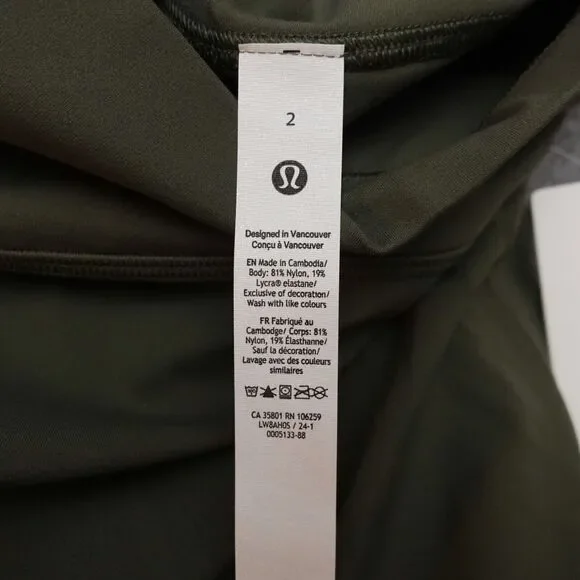 2
Designed in Vancouver
Conçu à Vancouver
EN Made in Cambodia/
Body: 81% Nylon, 19%
Lycra® elastane/
Exclusive of decoration/
Wash with like colours
FR Fabriqué au
Cambodge/ Corps: 81%
Nylon, 19% Élasthanne/
Sauf la décoration/
Lavage avec des couleurs
similaires
CA 35801 RN 106259
LW8AH0S / 24-1
0005133-88